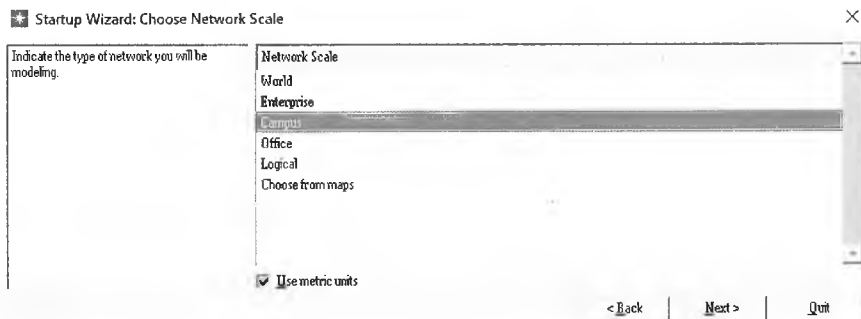 Startup Wizard: Choose Network Scale
Indicate the type of network you will be
modeling.
Network Scale
World
Enterprise
Campus
Office
Logical
Choose from maps
Use metric units
< Back
Next >
Quit